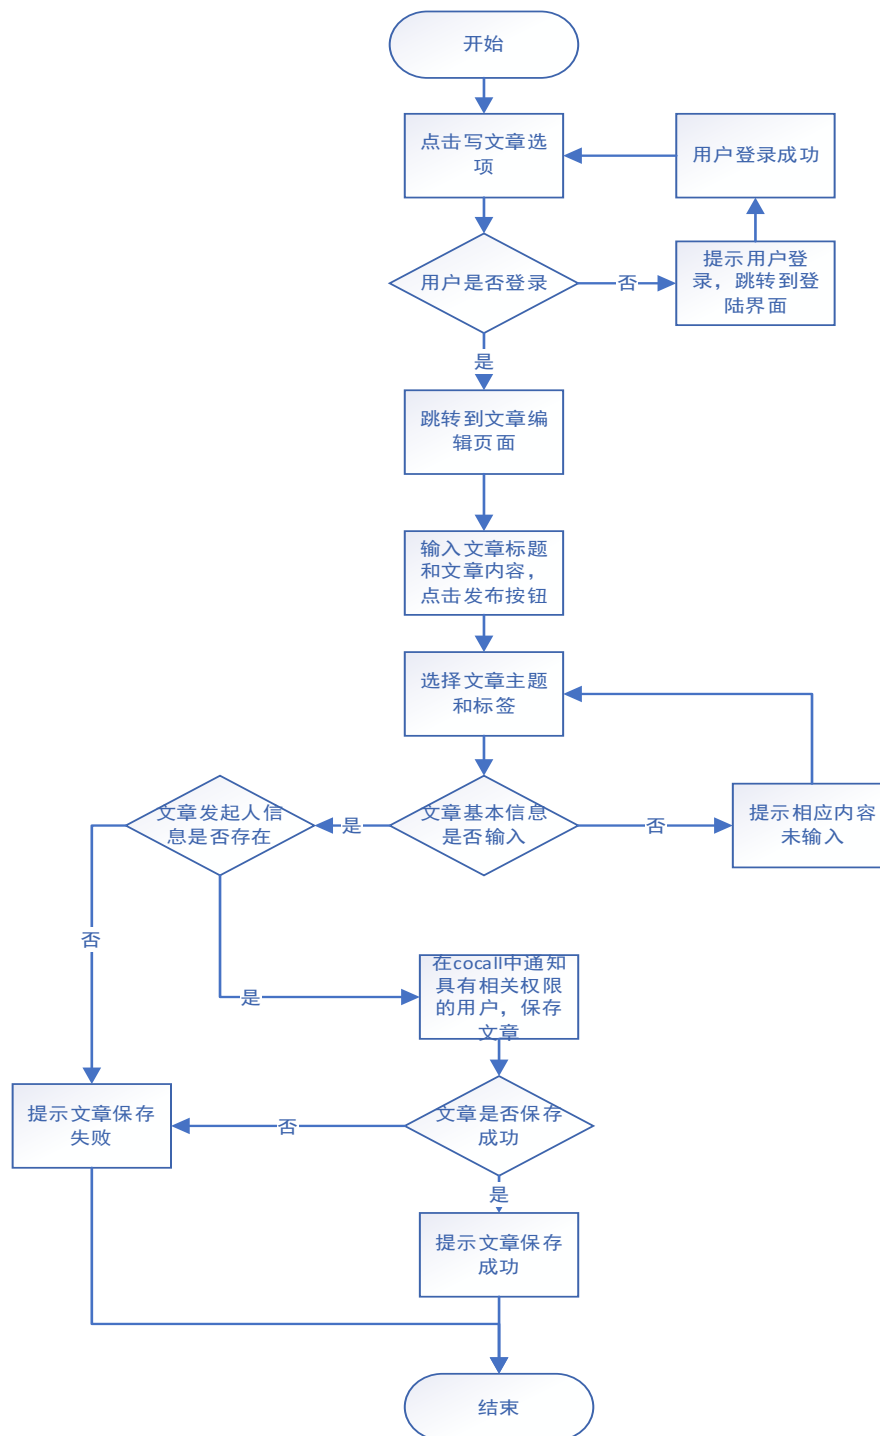 开始
点击写文章选
项
用户登录成功
用户是否登录
否
提示用户登
录，跳转到登
陆界面
是
跳转到文章编
辑页面
输入文章标题
和文章内容，
点击发布按钮
选择文章主题
和标签
文章发起人信
息是否存在
是
文章基本信息
是否输入
否
提示相应内容
未输入
否
是
在cocall中通知
具有相关权限
的用户，保存
文章
提示文章保存
失败
否
文章是否保存
成功
是
提示文章保存
成功
结束